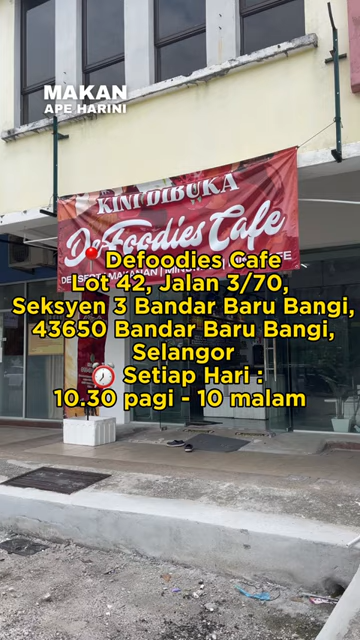 MAKAN
APE HARINI
KINI DIBUKA
DeFoodies Cafe
📍 Defoodies Cafe
Lot 42, Jalan 3/70,
Seksyen 3 Bandar Baru Bangi,
43650 Bandar Baru Bangi,
Selangor
⏰ Setiap Hari :
10.30 pagi - 10 malam